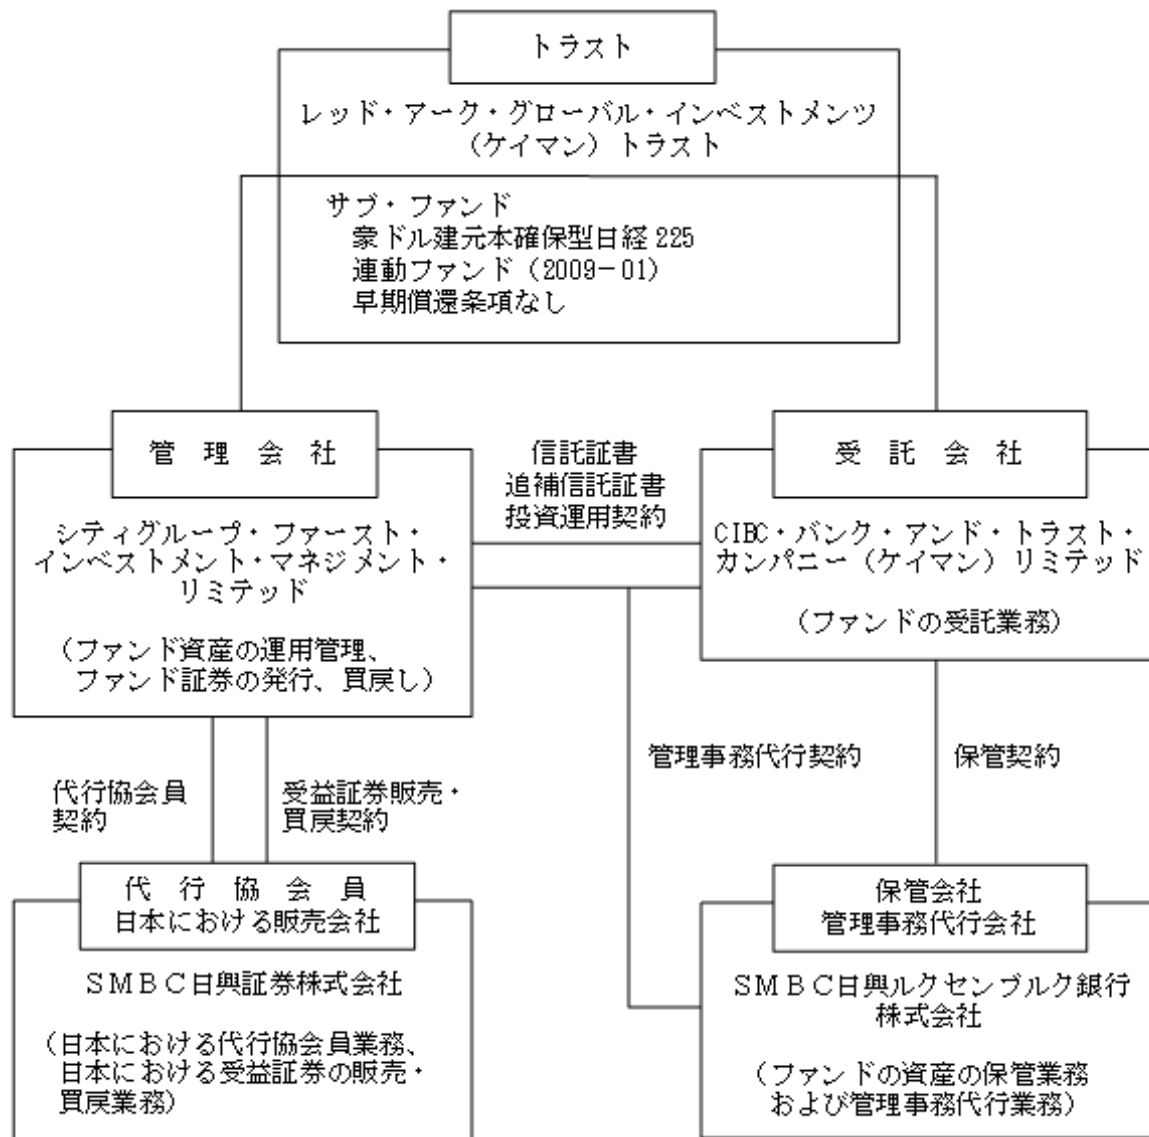 トラスト
レッド・アーク・グローバル・インベストメンツ
（ケイマン）トラスト
サブ・ファンド
豪ドル建元本確保型日経225
連動ファンド（2009－01）
早期償還条項なし
管理会社
シティグループ・ファースト・
インベストメント・マネジメント・
リミテッド
（ファンド資産の運用管理、
ファンド証券の発行、買戻し）
信託証書
追補信託証書
投資運用契約
受託会社
CIBC・バンク・アンド・トラスト・
カンパニー（ケイマン）リミテッド
（ファンドの受託業務）
代行協会員
契約
受益証券販売・
買戻契約
管理事務代行契約
保管契約
代行協会員
日本における販売会社
ＳＭＢＣ日興証券株式会社
（日本における代行協会員業務、
日本における受益証券の販売・
買戻業務）
保管会社
管理事務代行会社
ＳＭＢＣ日興ルクセンブルク銀行
株式会社
（ファンドの資産の保管業務
および管理事務代行業務）